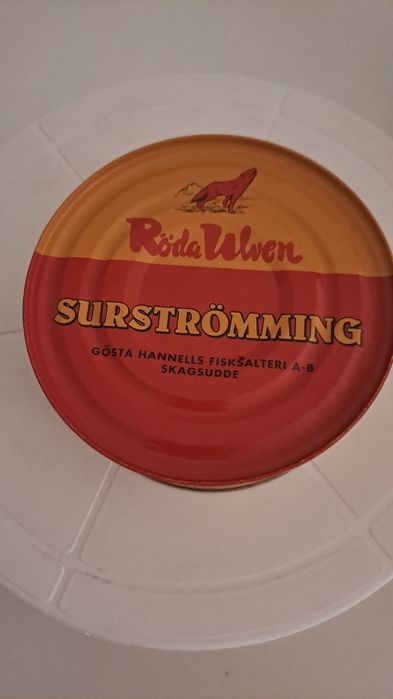 Röda Ulven
SURSTRÖMMING
GÖSTA HANNELLS FISKSALTERI A-B
SKAGSUDDE